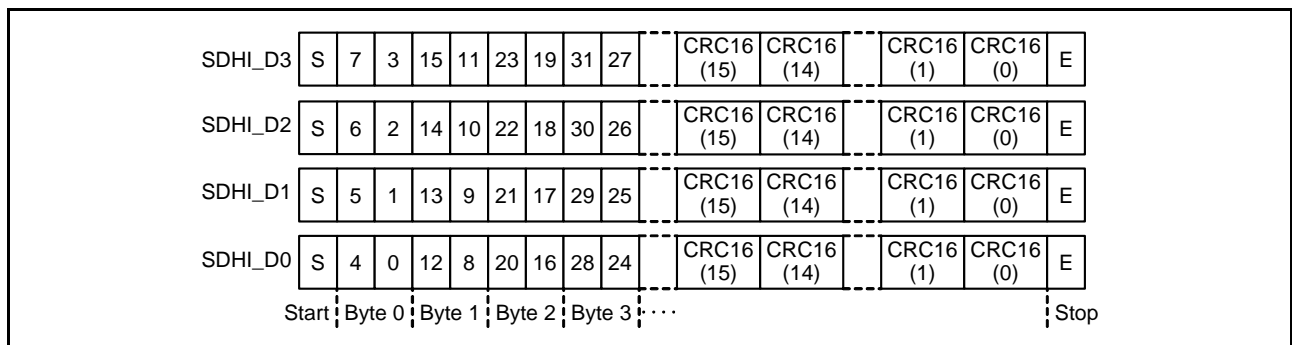 SDHI_D3 S 7 3 15 11 23 19 31 27 CRC16 (15) CRC16 (14) CRC16 (1) CRC16 (0) E
SDHI_D2 S 6 2 14 10 22 18 30 26 CRC16 (15) CRC16 (14) CRC16 (1) CRC16 (0) E
SDHI_D1 S 5 1 13 9 21 17 29 25 CRC16 (15) CRC16 (14) CRC16 (1) CRC16 (0) E
SDHI_D0 S 4 0 12 8 20 16 28 24 CRC16 (15) CRC16 (14) CRC16 (1) CRC16 (0) E
Start Byte 0 Byte 1 Byte 2 Byte 3 ···· Stop